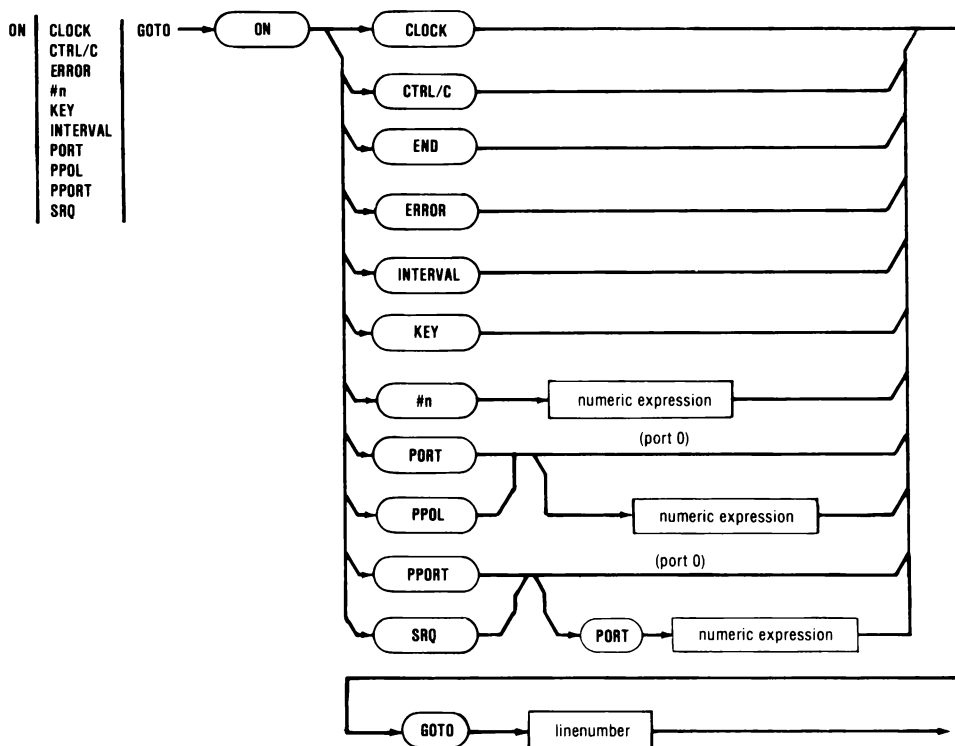 ON CLOCK GOTO ON CLOCK
CTRL/C
ERROR
#n
KEY
INTERVAL
PORT
PPOL
PPORT
SRQ
CTRL/C
END
ERROR
INTERVAL
KEY
#n numeric expression
PORT (port 0)
PPOL numeric expression
PPORT (port 0)
SRQ PORT numeric expression
GOTO linenumber